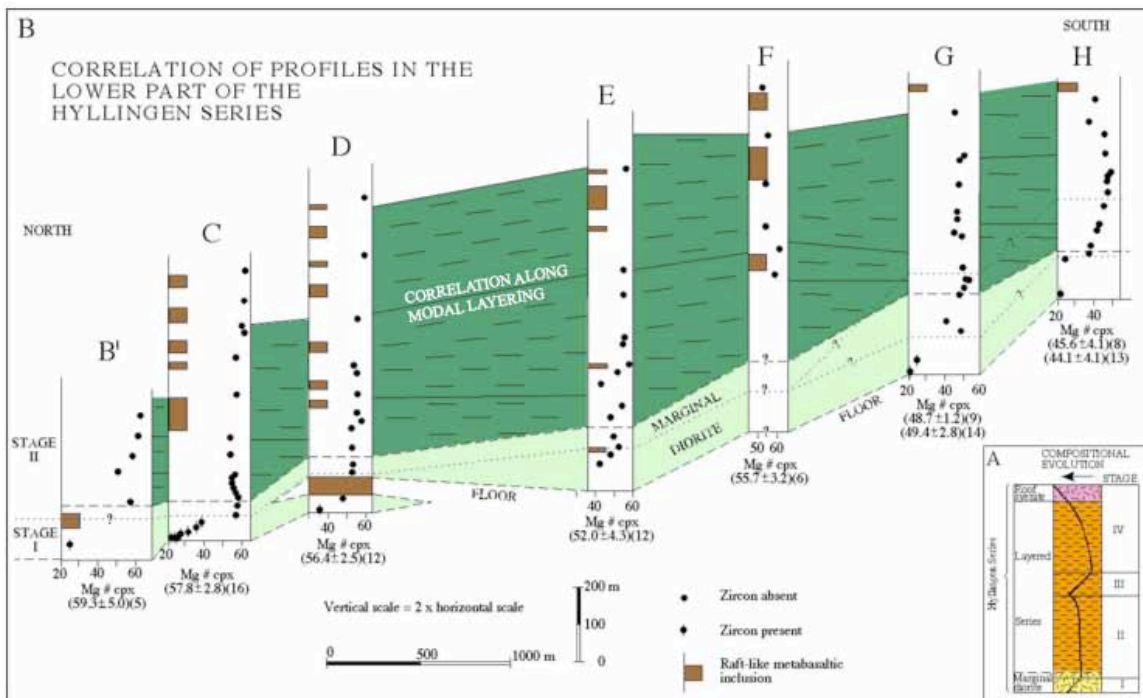 B
CORRELATION OF PROFILES IN THE
LOWER PART OF THE
HYLLINGEN SERIES
SOUTH
NORTH
B'
C
D
E
F
G
H
CORRELATION ALONG
MODAL LAYERING
MARGINAL
DIORITE
FLOOR
FLOOR
STAGE
II
STAGE
I
?
?
?
?
?
?
?
?
20 40 60
Mg # cpx
(59.3±5.0)(5)
20 40 60
Mg # cpx
(57.8±2.8)(16)
40 60
Mg # cpx
(56.4±2.5)(12)
40 60
Mg # cpx
(52.0±4.3)(12)
50 60
Mg # cpx
(55.7±3.2)(6)
20 40 60
Mg # cpx
(48.7±1.2)(9)
(49.4±2.8)(14)
20 40
Mg # cpx
(45.6±4.1)(8)
(44.1±4.1)(13)
Vertical scale = 2 x horizontal scale
0 500 1000 m
200 m
100
0
Zircon absent
Zircon present
Raft-like metabasaltic
inclusion
A
COMPOSITIONAL
EVOLUTION
STAGE
Hyllingen Series
Layered
Series
Marginal
diorite
IV
III
II
I